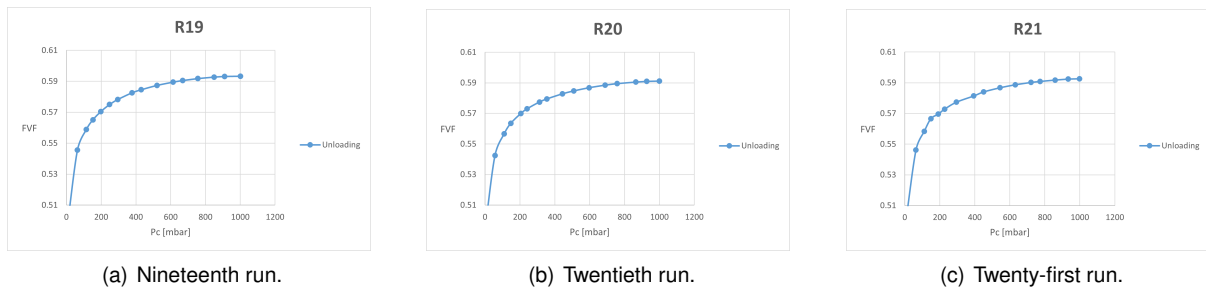 R19
0.61
0.59
0.57
0.55
0.53
0.51
FVF
0 200 400 600 800 1000 1200
Pc [mbar]
Unloading
(a) Nineteenth run.
R20
0.61
0.59
0.57
0.55
0.53
0.51
FVF
0 200 400 600 800 1000 1200
Pc [mbar]
Unloading
(b) Twentieth run.
R21
0.61
0.59
0.57
0.55
0.53
0.51
FVF
0 200 400 600 800 1000 1200
Pc [mbar]
Unloading
(c) Twenty-first run.